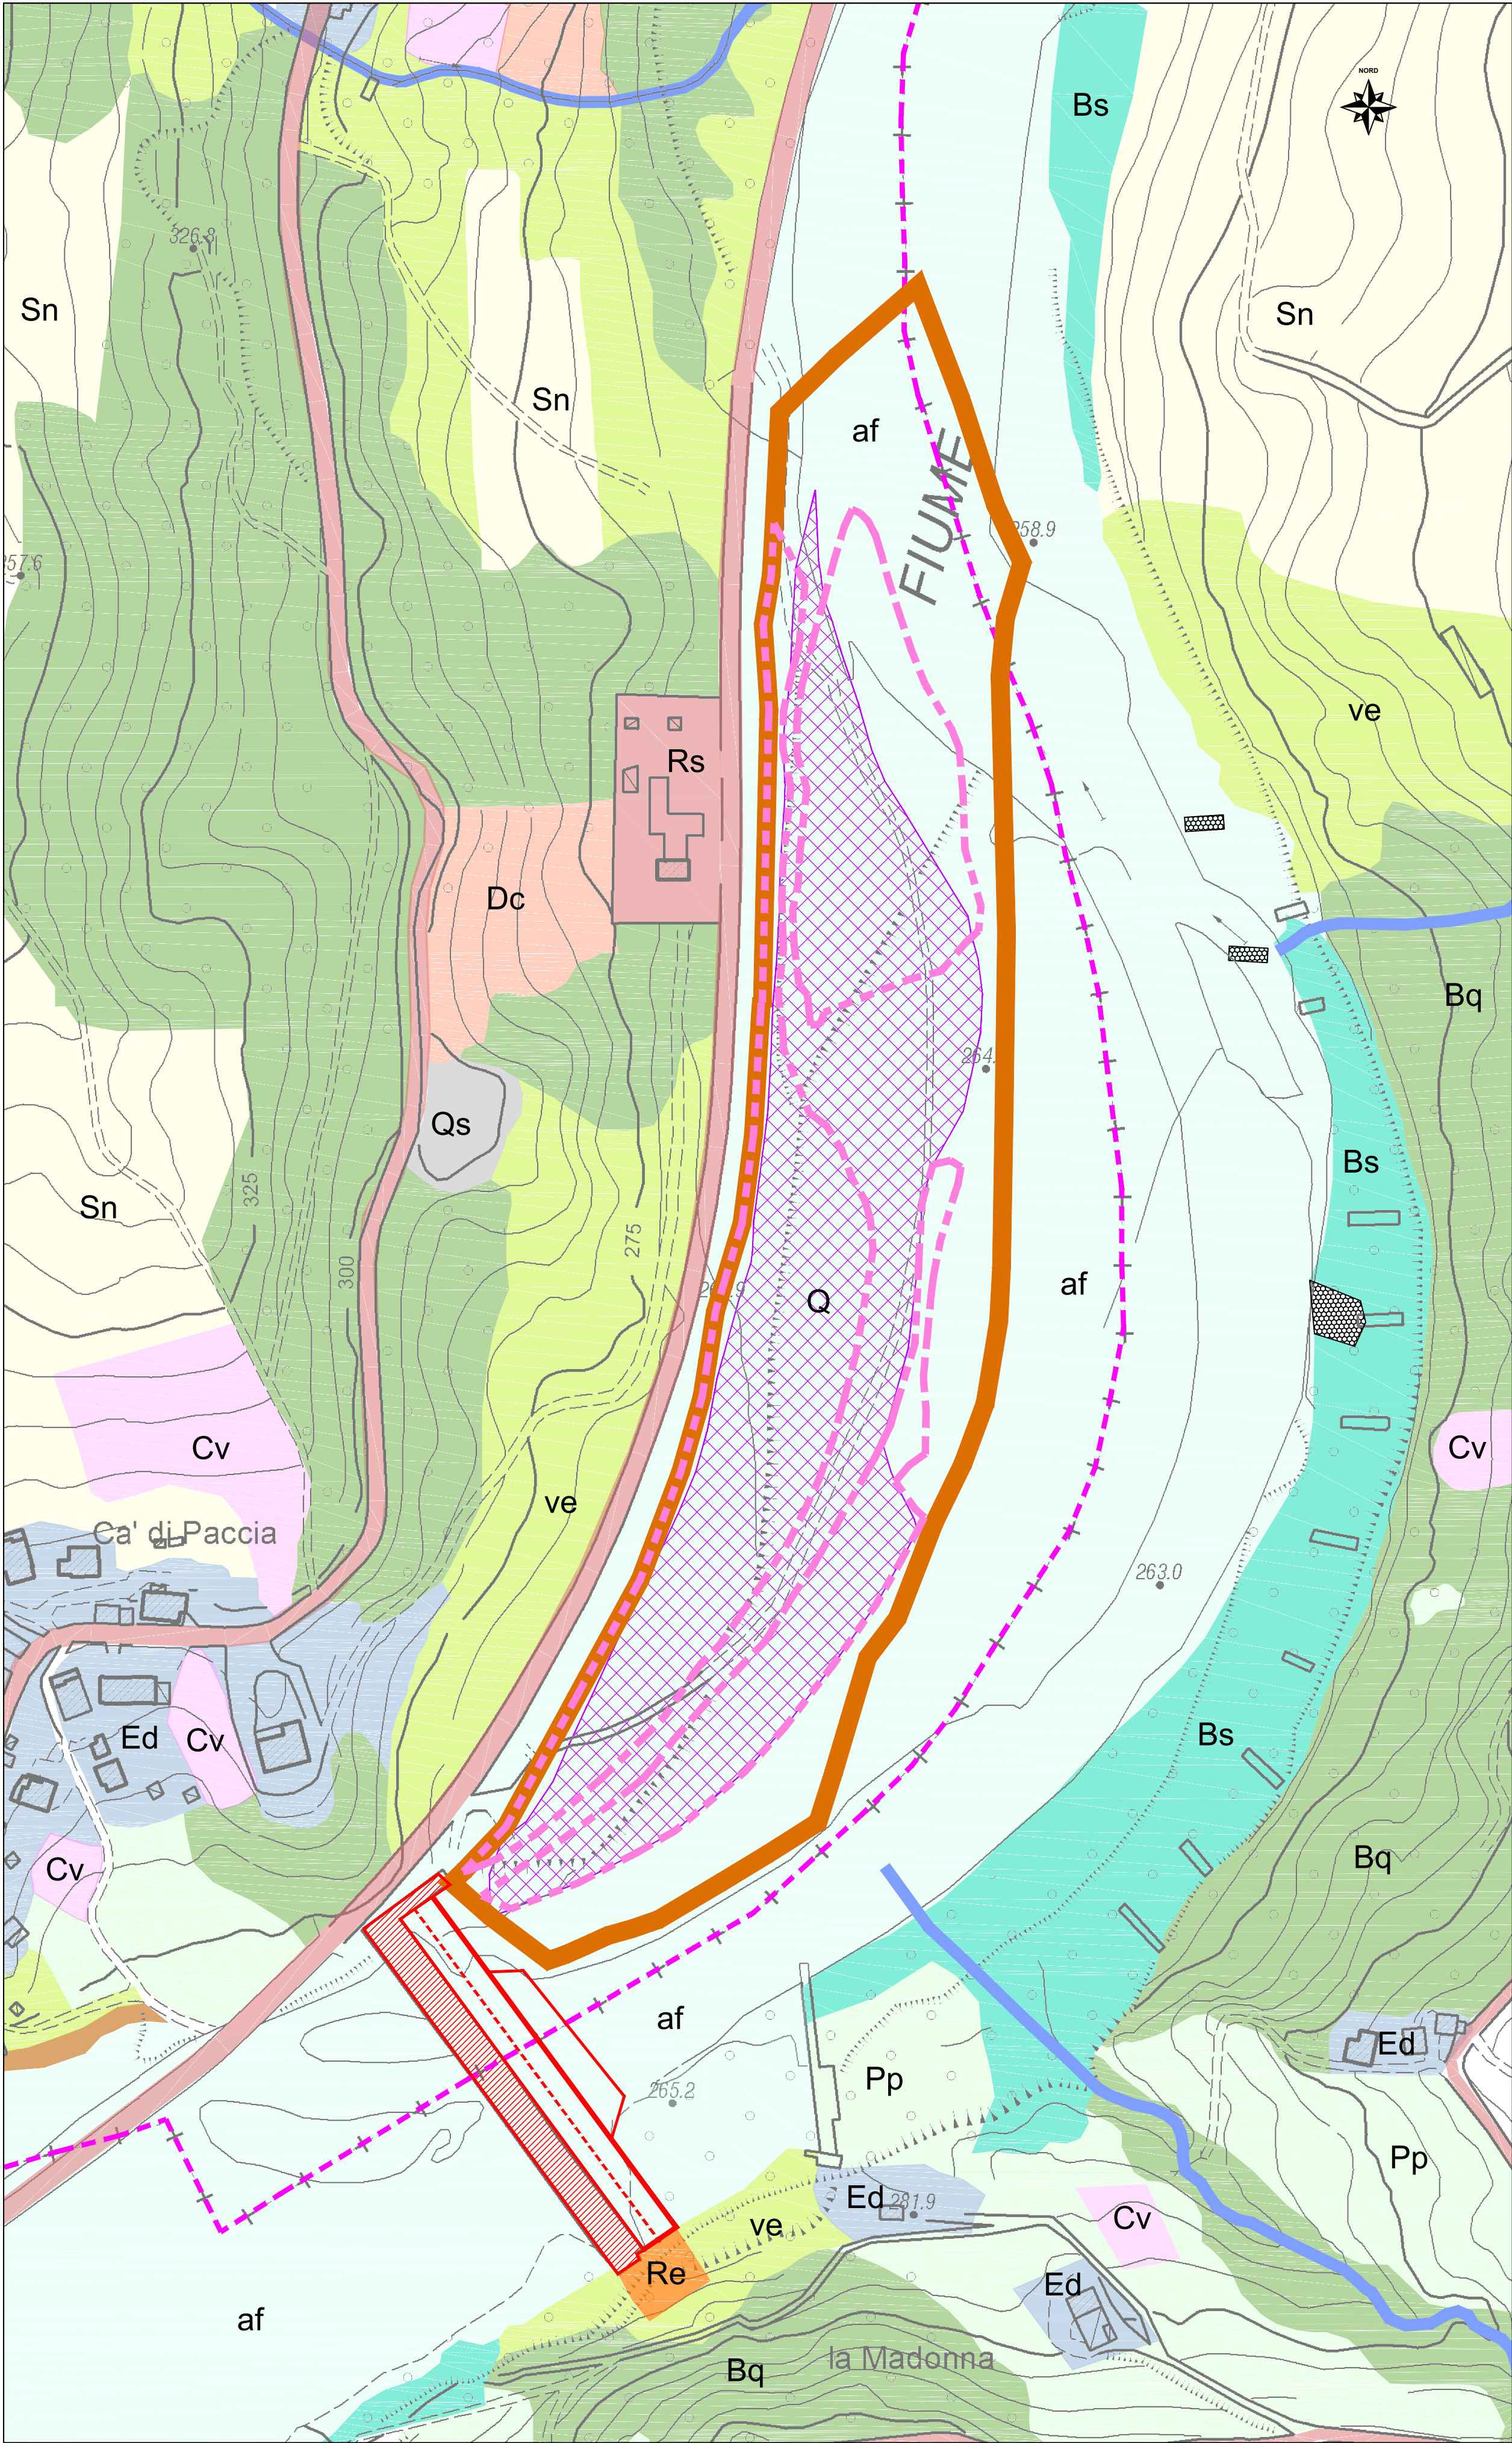 NORD
Bs
326.8
Sn
Sn
Sn
af
FIUME
258.9
57.6
ve
Rs
Dc
Bq
264.
Qs
Bs
Sn
325
275
300
af
Q
Cv
Cv
ve
Ca' di Paccia
263.0
Ed
Cv
Bs
Cv
Bq
af
265.2
Ed
Pp
Pp
Ed
281.9
Cv
ve
Re
Ed
af
la Madonna
Bq